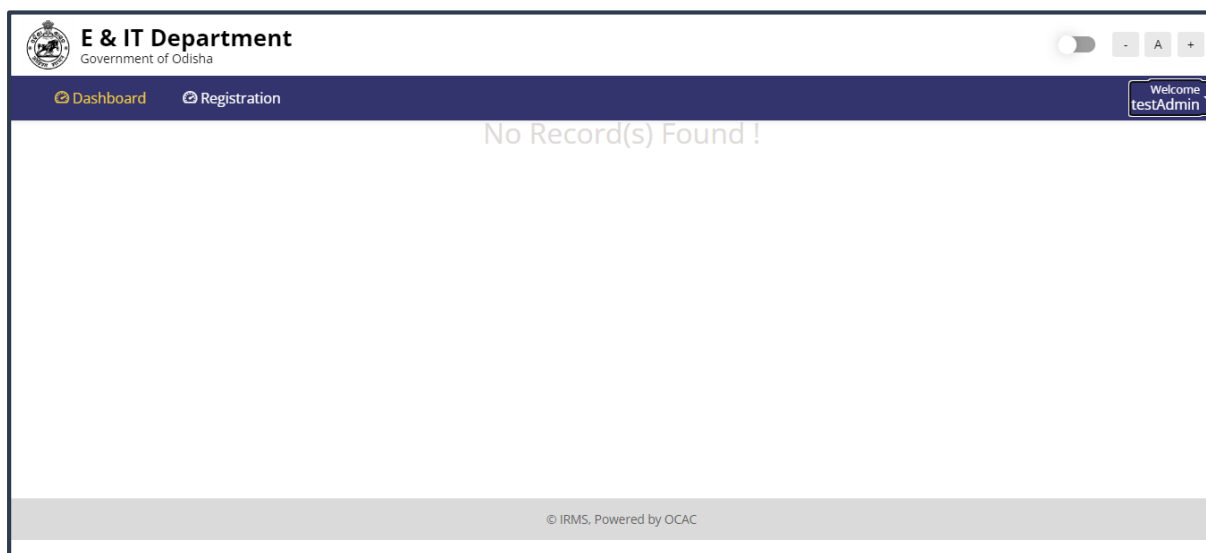 E & IT Department
Government of Odisha
- A +
Dashboard Registration
Welcome
testAdmin
No Record(s) Found !
© IRMS, Powered by OCAC